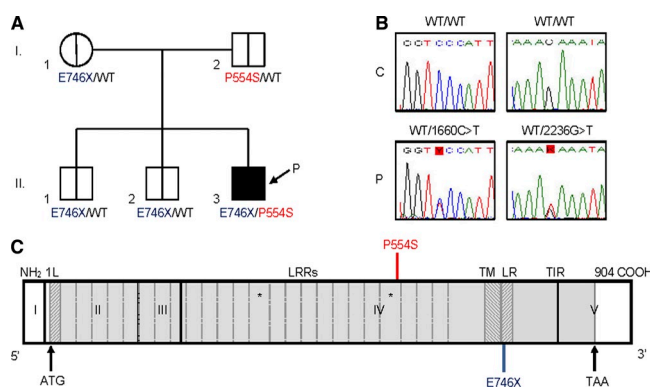 A
I.
1
E746X/WT
2
P554S/WT
II.
P
1
E746X/WT
2
E746X/WT
3
E746X/P554S
B
WT/WT
WT/WT
C
G G T C C C A T T
A A A C A A A T A
WT/1660C>T
WT/2236G>T
P
G G T Y C C A T T
A A A K A A A T A
C
P554S
NH2 1L LRRs TM LR TIR 904 COOH
I II III * * IV V
5' 3'
ATG E746X TAA